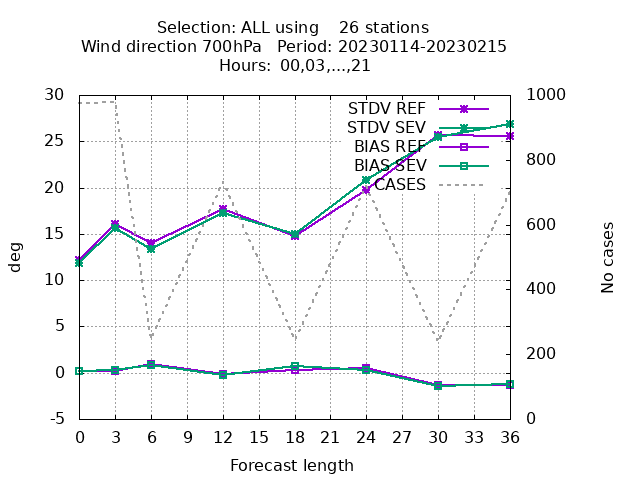 Selection: ALL using    26 stations
Wind direction 700hPa   Period: 20230114-20230215
Hours: 00,03,...,21
30
25
20
15
10
5
0
-5
deg
1000
800
600
400
200
0
No cases
STDV REF
STDV SEV
BIAS REF
BIAS SEV
CASES
0 3 6 9 12 15 18 21 24 27 30 33 36
Forecast length